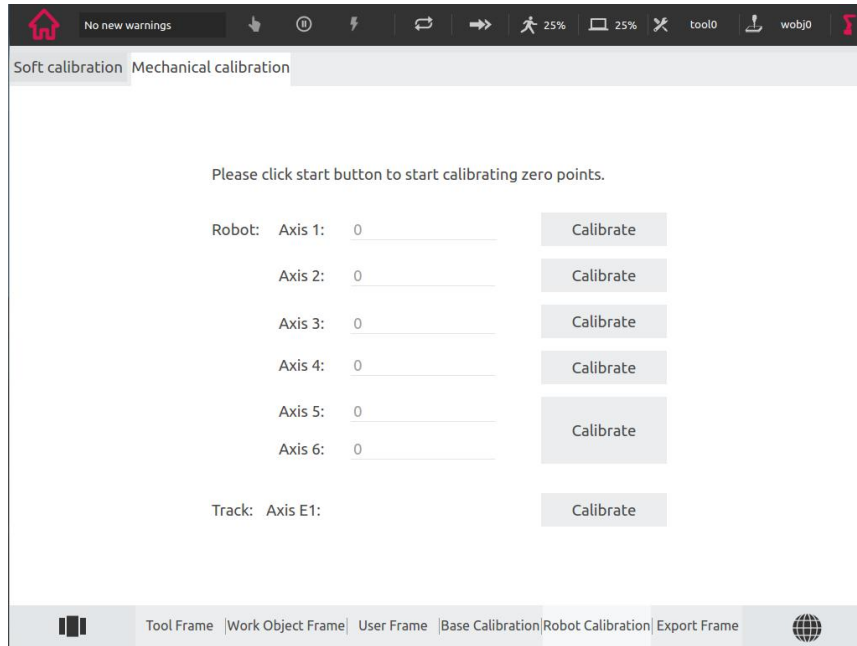 No new warnings 25% 25% tool0 wobj0
Soft calibration Mechanical calibration
Please click start button to start calibrating zero points.
Robot: Axis 1: 0 Calibrate
Axis 2: 0 Calibrate
Axis 3: 0 Calibrate
Axis 4: 0 Calibrate
Axis 5: 0
Calibrate
Axis 6: 0
Track: Axis E1: Calibrate
Tool Frame Work Object Frame User Frame Base Calibration Robot Calibration Export Frame